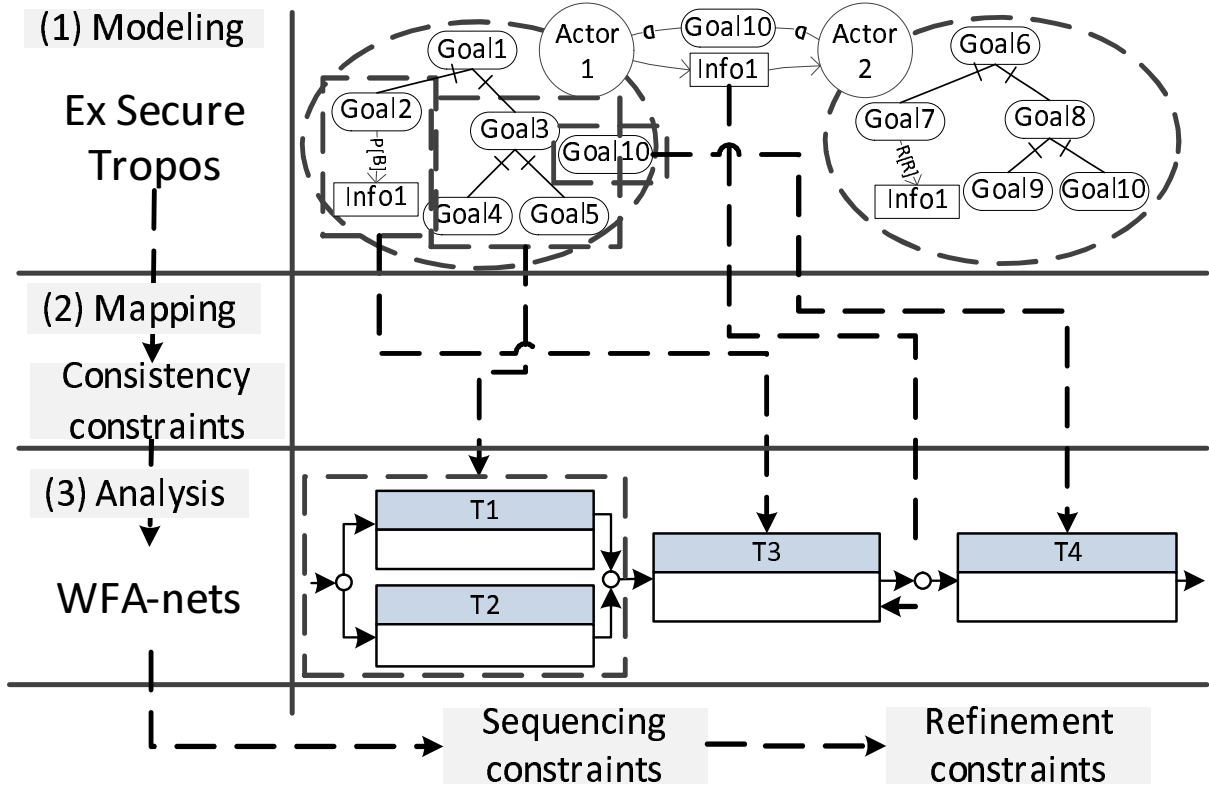 (1) Modeling
Ex Secure
Tropos
Goal1
Goal2
P[B]
Info1
Goal3
Goal4
Goal5
Goal10
Actor
1
a
Goal10
a
Info1
Actor
2
Goal6
Goal7
R[R]
Info1
Goal8
Goal9
Goal10
(2) Mapping
Consistency
constraints
(3) Analysis
WFA-nets
T1
T2
T3
T4
Sequencing
constraints
Refinement
constraints